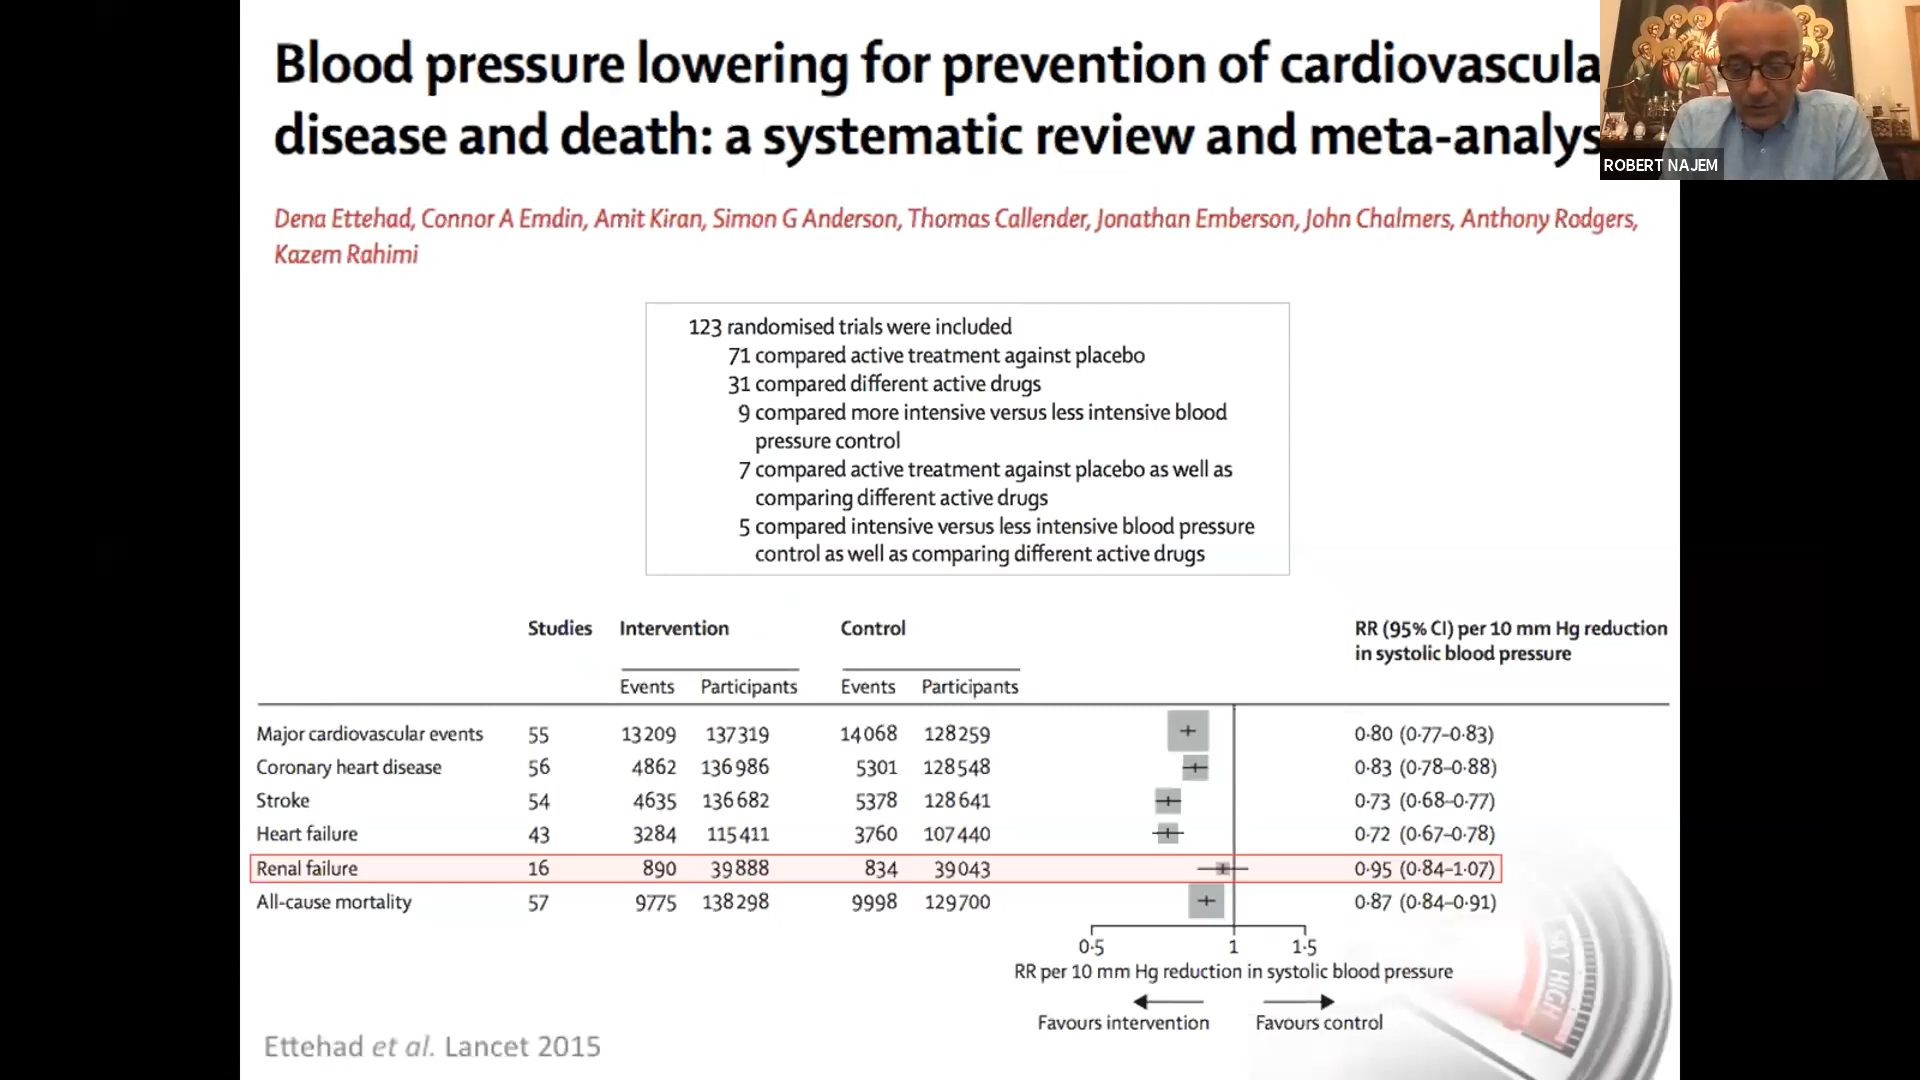 Blood pressure lowering for prevention of cardiovascula
disease and death: a systematic review and meta-analys
ROBERT NAJEM
Dena Ettehad, Connor A Emdin, Amit Kiran, Simon G Anderson, Thomas Callender, Jonathan Emberson, John Chalmers, Anthony Rodgers,
Kazem Rahimi
123 randomised trials were included
71 compared active treatment against placebo
31 compared different active drugs
9 compared more intensive versus less intensive blood
pressure control
7 compared active treatment against placebo as well as
comparing different active drugs
5 compared intensive versus less intensive blood pressure
control as well as comparing different active drugs
Studies Intervention Control RR (95% CI) per 10 mm Hg reduction
in systolic blood pressure
Events Participants Events Participants
Major cardiovascular events 55 13209 137319 14068 128259 0·80 (0·77–0·83)
Coronary heart disease 56 4862 136986 5301 128548 0·83 (0·78–0·88)
Stroke 54 4635 136682 5378 128641 0·73 (0·68–0·77)
Heart failure 43 3284 115411 3760 107440 0·72 (0·67–0·78)
Renal failure 16 890 39888 834 39043 0·95 (0·84–1·07)
All-cause mortality 57 9775 138298 9998 129700 0·87 (0·84–0·91)
0·5 1 1·5
RR per 10 mm Hg reduction in systolic blood pressure
Favours intervention Favours control
SKY HIGH
Ettehad et al. Lancet 2015